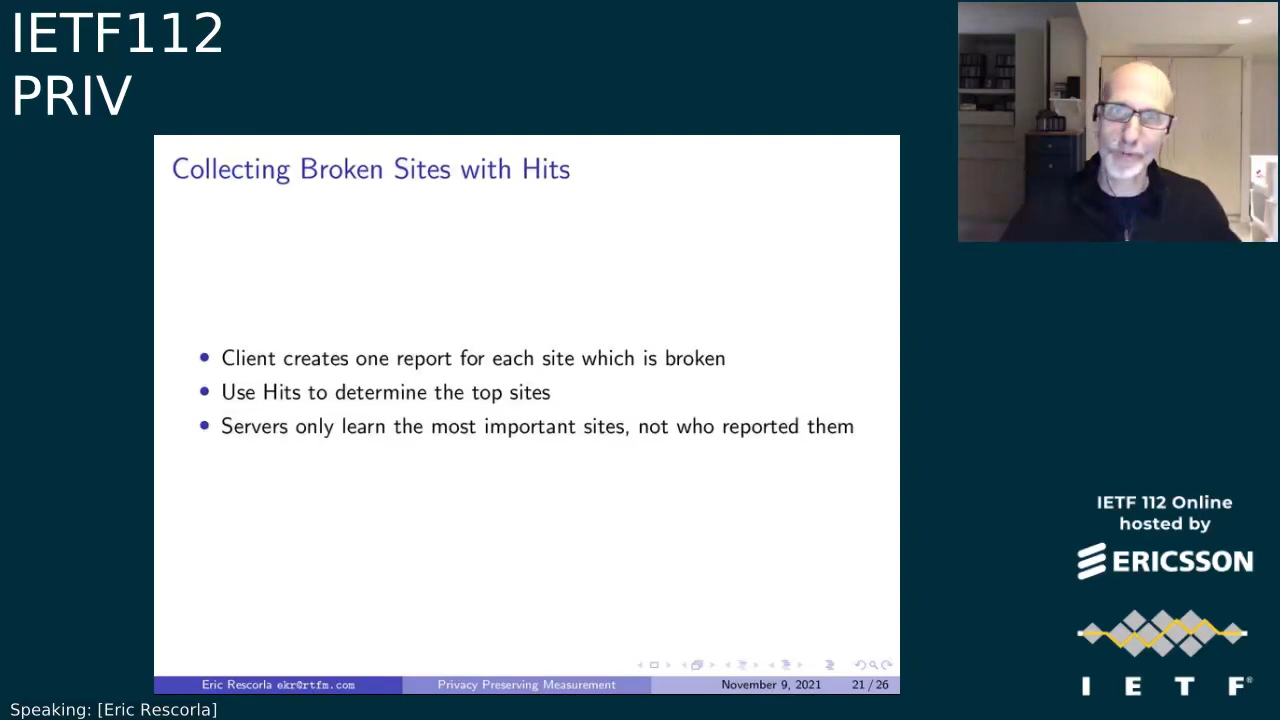 IETF112
PRIV
Collecting Broken Sites with Hits
Client creates one report for each site which is broken
Use Hits to determine the top sites
Servers only learn the most important sites, not who reported them
Eric Rescorla ekr@rtfm.com
Privacy Preserving Measurement
November 9, 2021
21 / 26
IETF 112 Online
hosted by
ERICSSON
I E T F®
Speaking: [Eric Rescorla]